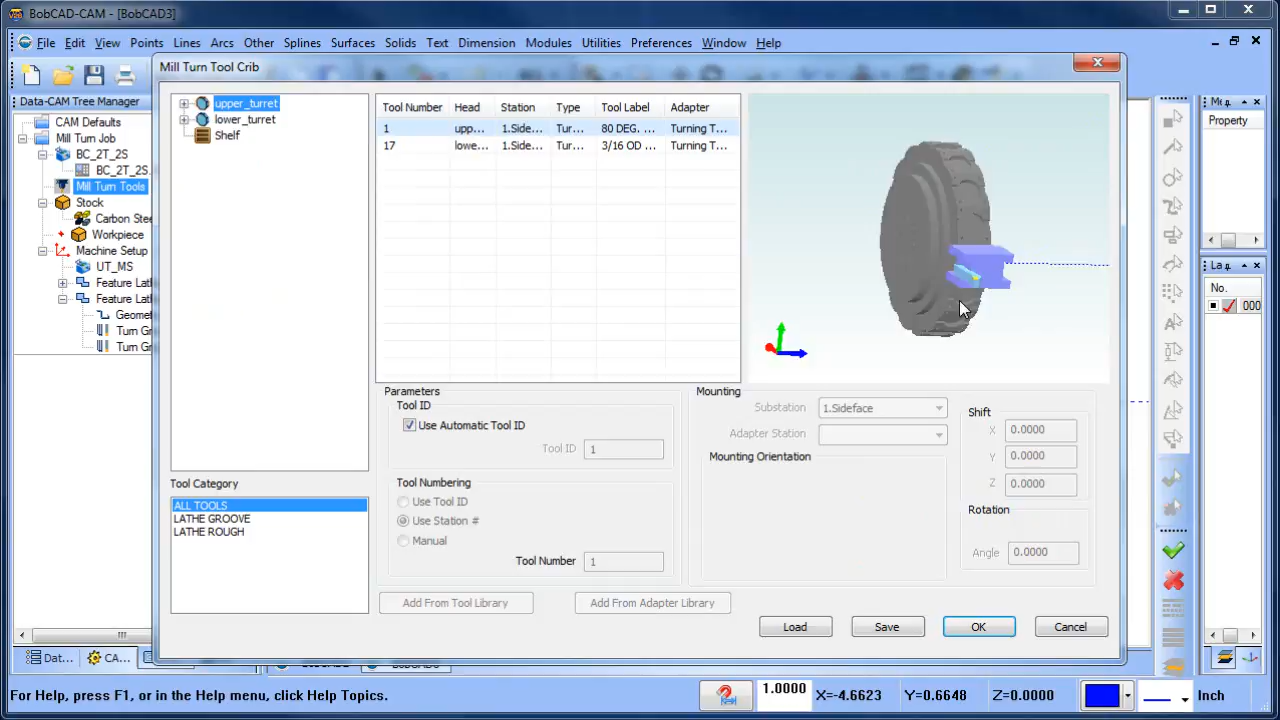 BobCAD-CAM - [BobCAD3]
File Edit View Points Lines Arcs Other Splines Surfaces Solids Text Dimension Modules Utilities Preferences Window Help
Mill Turn Tool Crib
Data-CAM Tree Manager
CAM Defaults
Mill Turn Job
BC_2T_2S
BC_2T_2S.
Mill Turn Tools
Stock
Carbon Stee
Workpiece
Machine Setup
UT_MS
Feature Lath
Feature Lath
Geomet
Turn Gr
Turn Gr
Dat...
CA...
upper_turret
lower_turret
Shelf
Tool Category
ALL TOOLS
LATHE GROOVE
LATHE ROUGH
Tool Number Head Station Type Tool Label Adapter
1 upp... 1.Side... Tur... 80 DEG. ... Turning T...
17 lowe... 1.Side... Tur... 3/16 OD ... Turning T...
Parameters
Tool ID
Use Automatic Tool ID
Tool ID 1
Tool Numbering
Use Tool ID
Use Station #
Manual
Tool Number 1
Add From Tool Library
Add From Adapter Library
Mounting
Substation 1.Sideface
Adapter Station
Mounting Orientation
Shift
X 0.0000
Y 0.0000
Z 0.0000
Rotation
Angle 0.0000
Load Save OK Cancel
Property
La
No.
000
For Help, press F1, or in the Help menu, click Help Topics.
1.0000 X=-4.6623 Y=0.6648 Z=0.0000 Inch